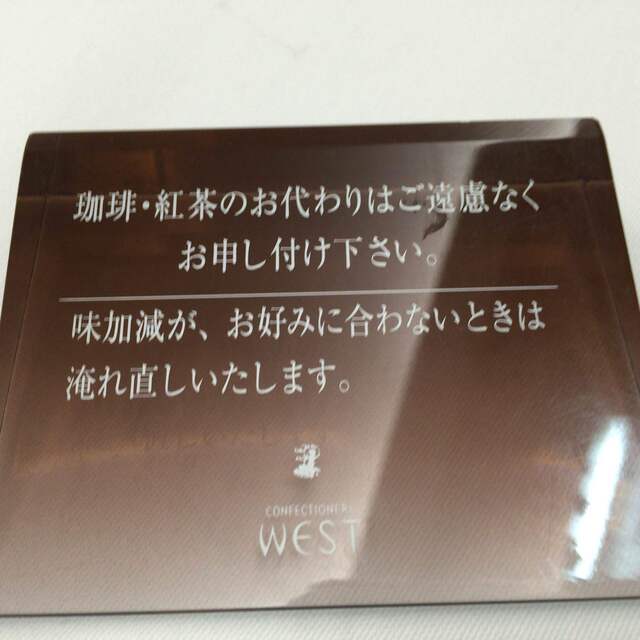 珈琲・紅茶のお代わりはご遠慮なく
お申し付け下さい。
味加減が、お好みに合わないときは
淹れ直しいたします。
CONFECTIONERY
WEST